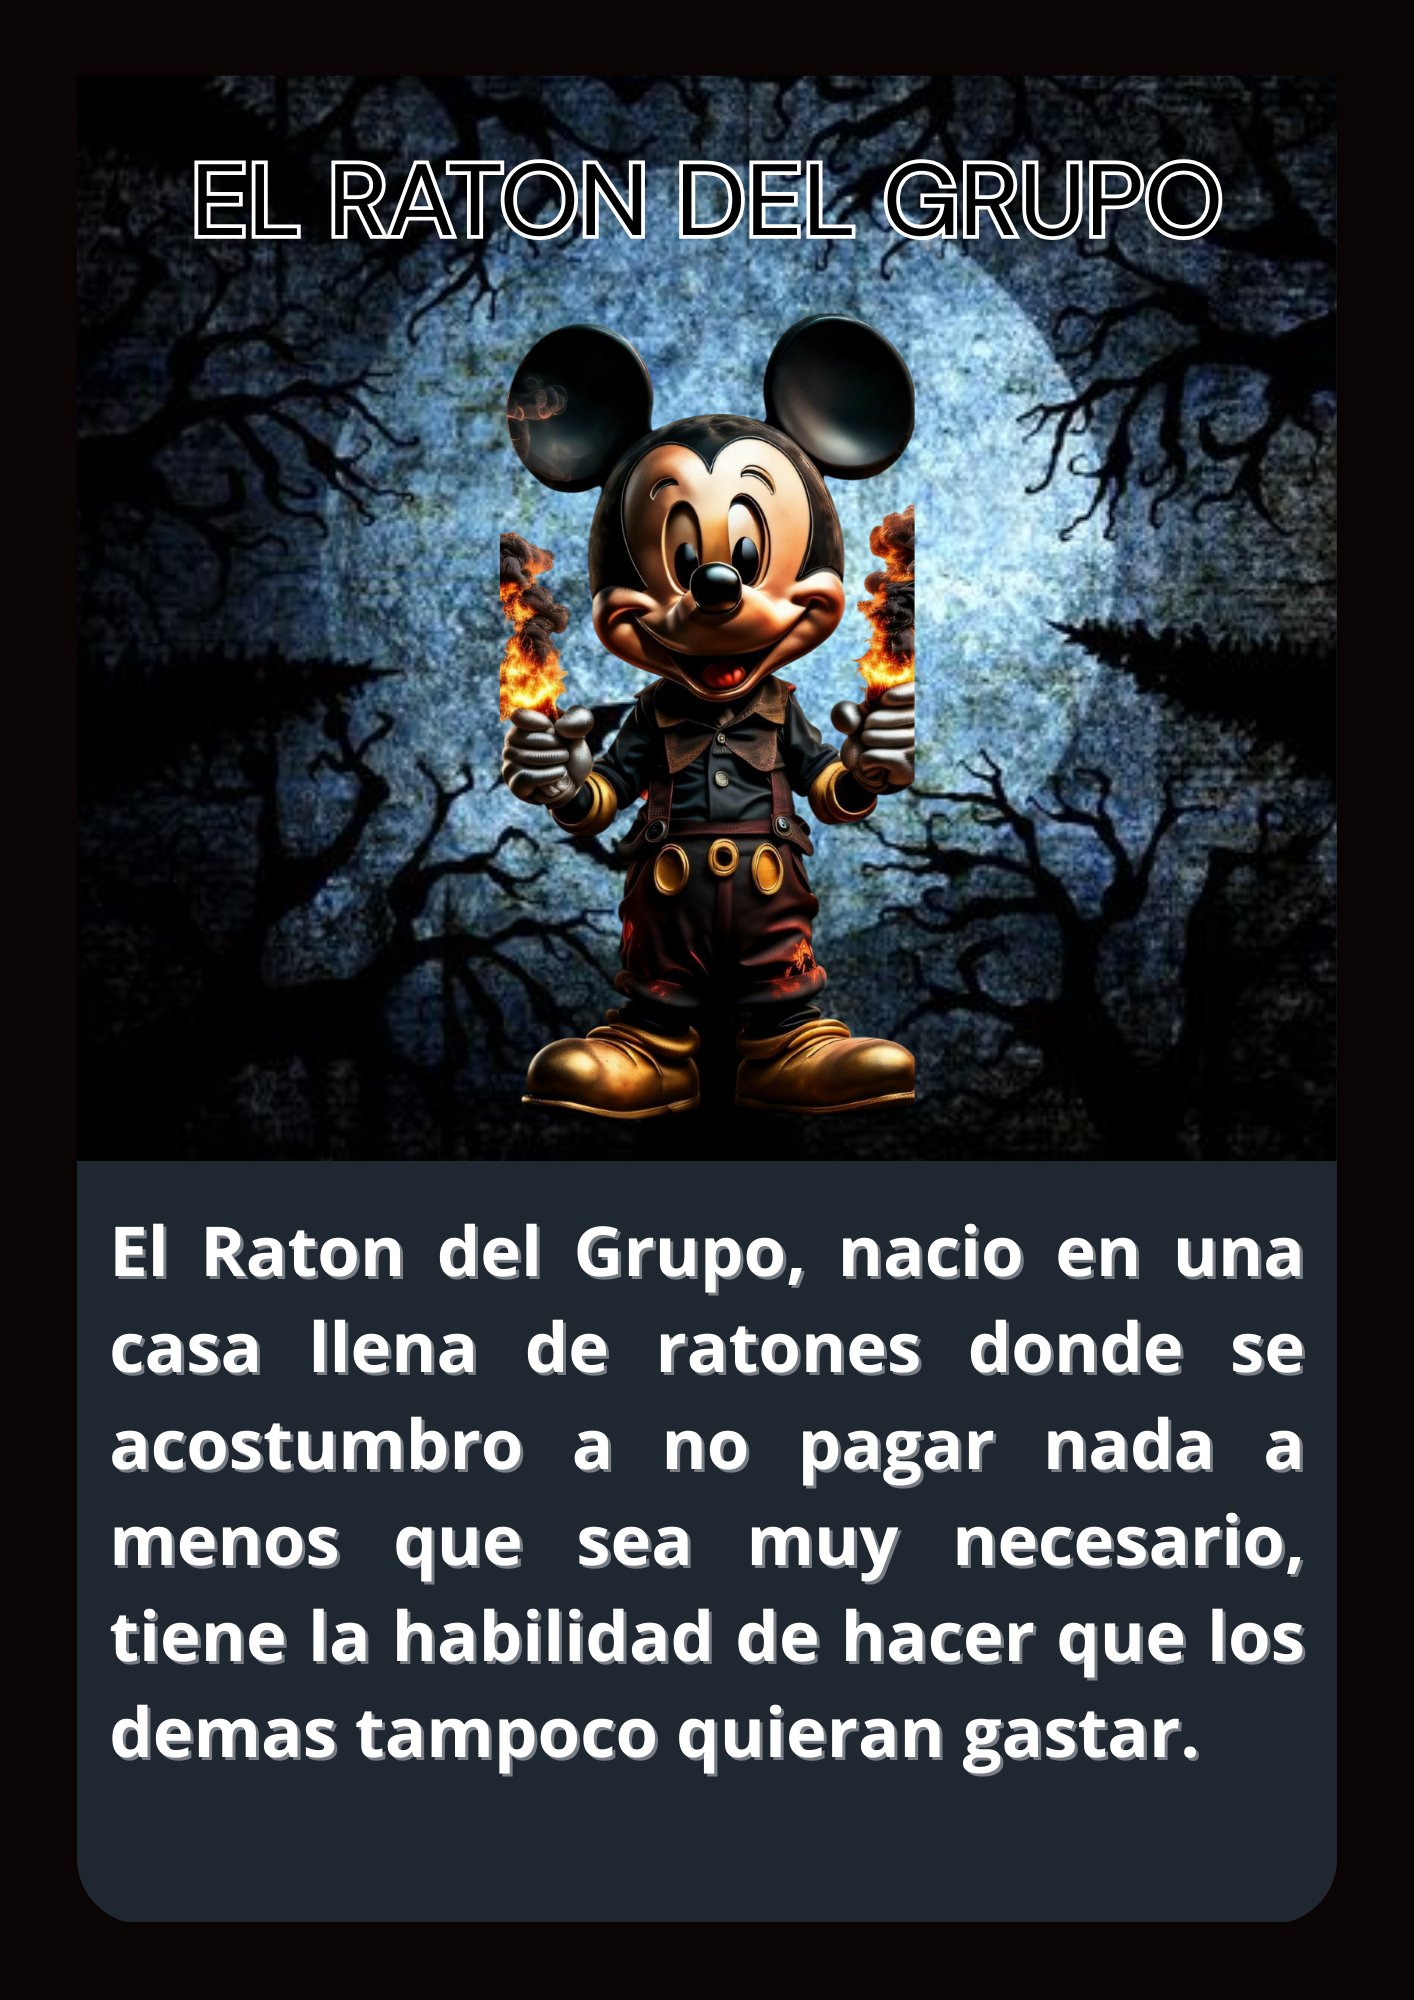 EL RATON DEL GRUPO
El Raton del Grupo, nacio en una
casa llena de ratones donde se
acostumbro a no pagar nada a
menos que sea muy necesario,
tiene la habilidad de hacer que los
demas tampoco quieran gastar.